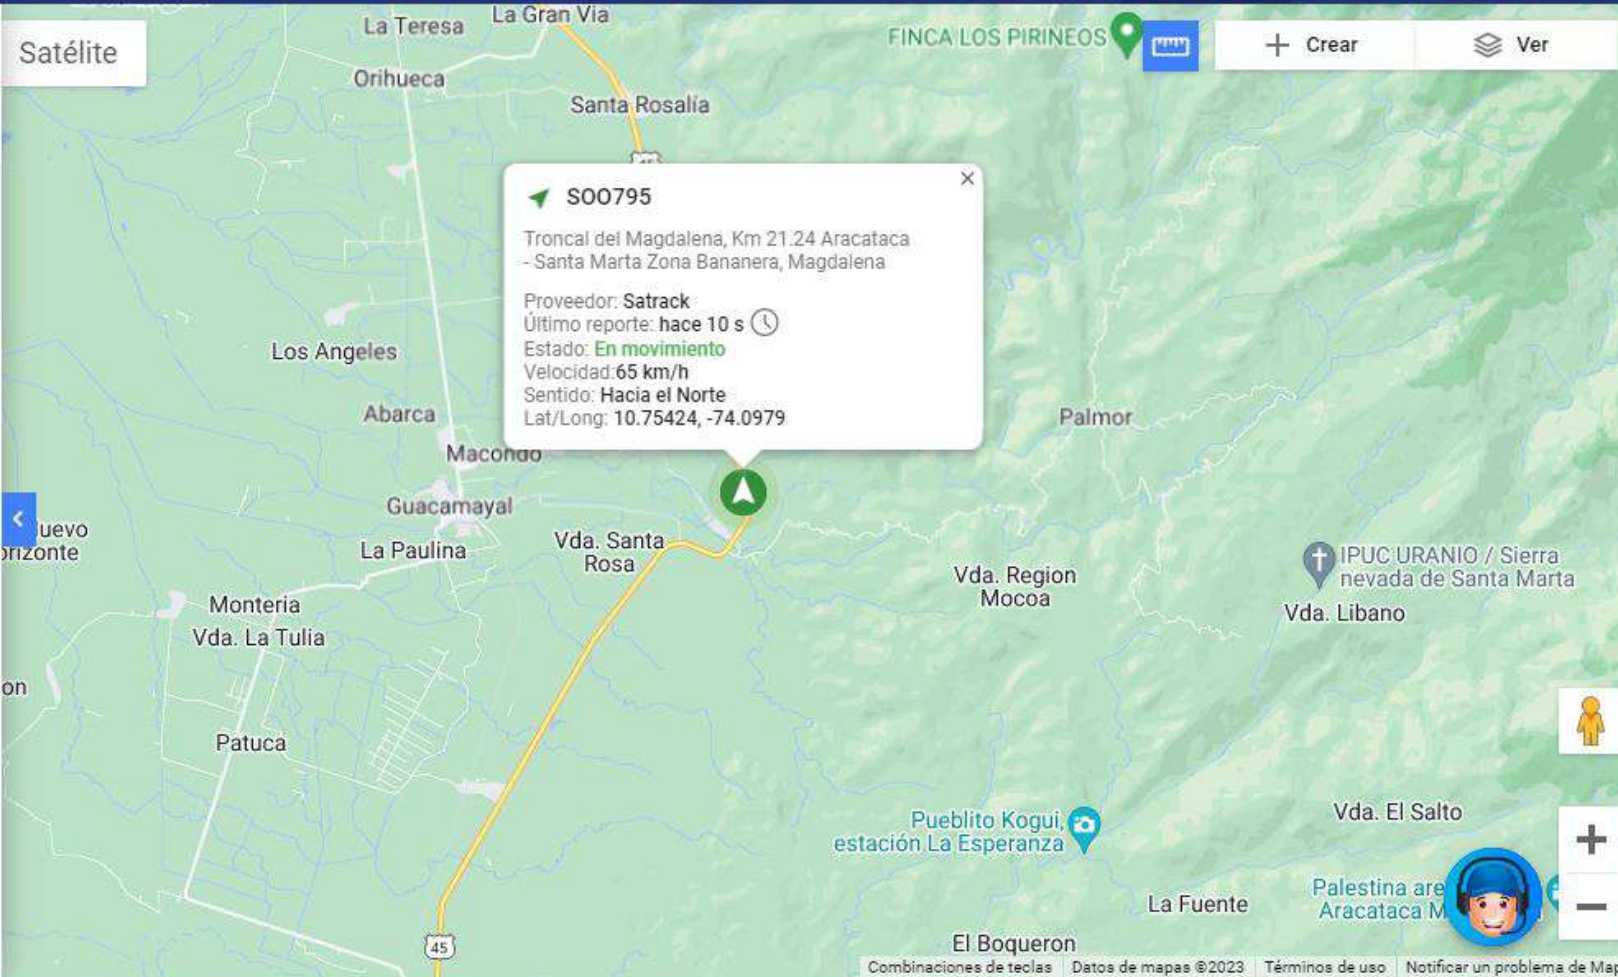 La Gran Via
La Teresa
FINCA LOS PIRINEOS
Crear
Ver
Satélite
Orihueca
Santa Rosalía
SOO795
Troncal del Magdalena, Km 21.24 Aracataca
- Santa Marta Zona Bananera, Magdalena
Proveedor: Satrack
Último reporte: hace 10 s
Estado: En movimiento
Velocidad:65 km/h
Sentido: Hacia el Norte
Lat/Long: 10.75424, -74.0979
Los Angeles
Abarca
Palmor
Macondo
Guacamayal
La Paulina
Vda. Santa
Rosa
IPUC URANIO / Sierra
nevada de Santa Marta
Vda. Region
Mocoa
Vda. Libano
Monteria
Vda. La Tulia
on
Patuca
Pueblito Kogui,
estación La Esperanza
Vda. El Salto
Palestina are
Aracataca M
La Fuente
El Boqueron
45
Combinaciones de teclas
Datos de mapas ©2023
Términos de uso
Notificar un problema de Ma